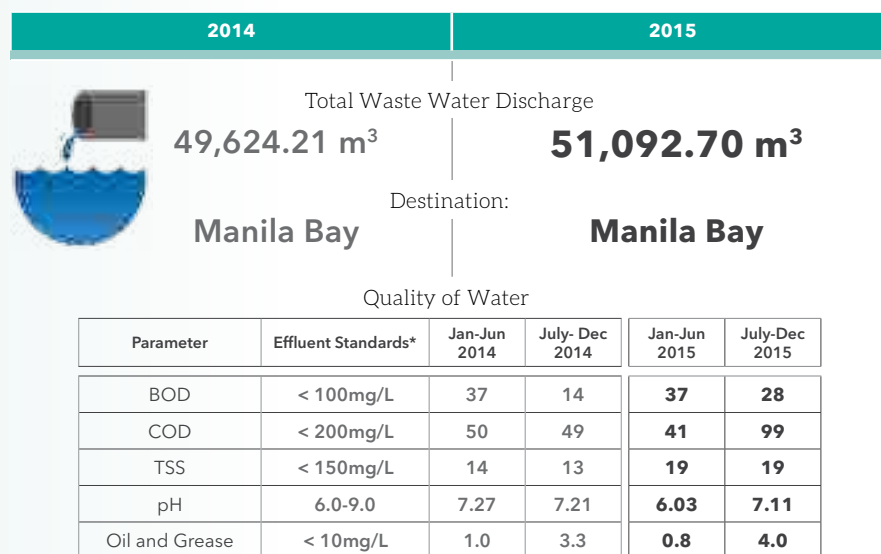 2014 2015
Total Waste Water Discharge
49,624.21 m³ 51,092.70 m³
Destination:
Manila Bay Manila Bay
Quality of Water
Parameter Effluent Standards* Jan-Jun 2014 July- Dec 2014 Jan-Jun 2015 July-Dec 2015
BOD < 100mg/L 37 14 37 28
COD < 200mg/L 50 49 41 99
TSS < 150mg/L 14 13 19 19
pH 6.0-9.0 7.27 7.21 6.03 7.11
Oil and Grease < 10mg/L 1.0 3.3 0.8 4.0